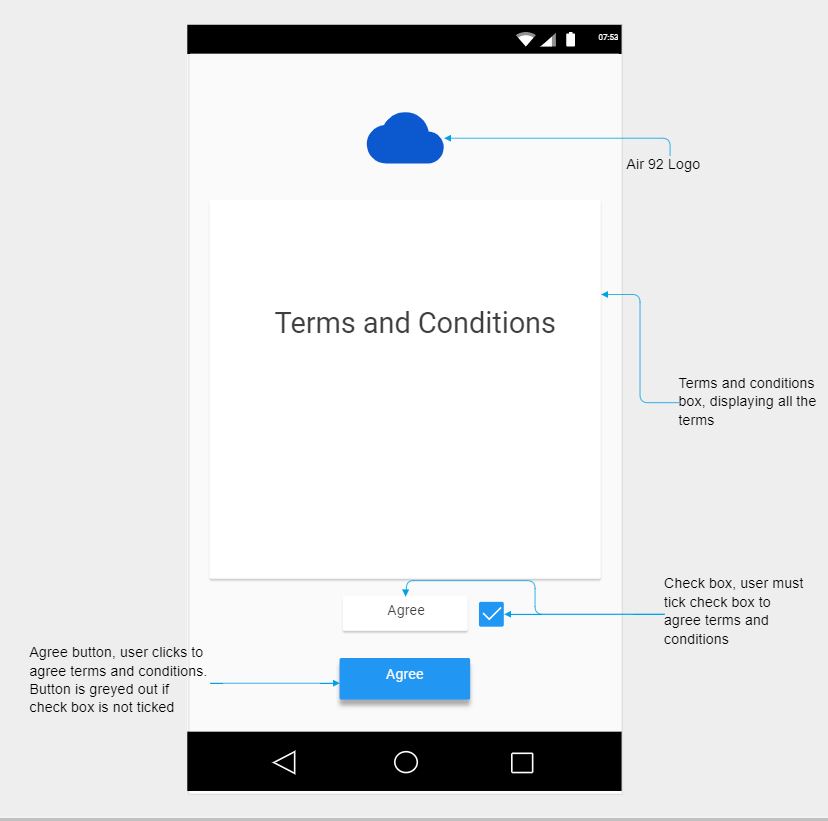 07:53
Air 92 Logo
Terms and Conditions
Terms and conditions
box, displaying all the
terms
Agree
Check box, user must
tick check box to
agree terms and
conditions
Agree button, user clicks to
agree terms and conditions.
Button is greyed out if
check box is not ticked
Agree